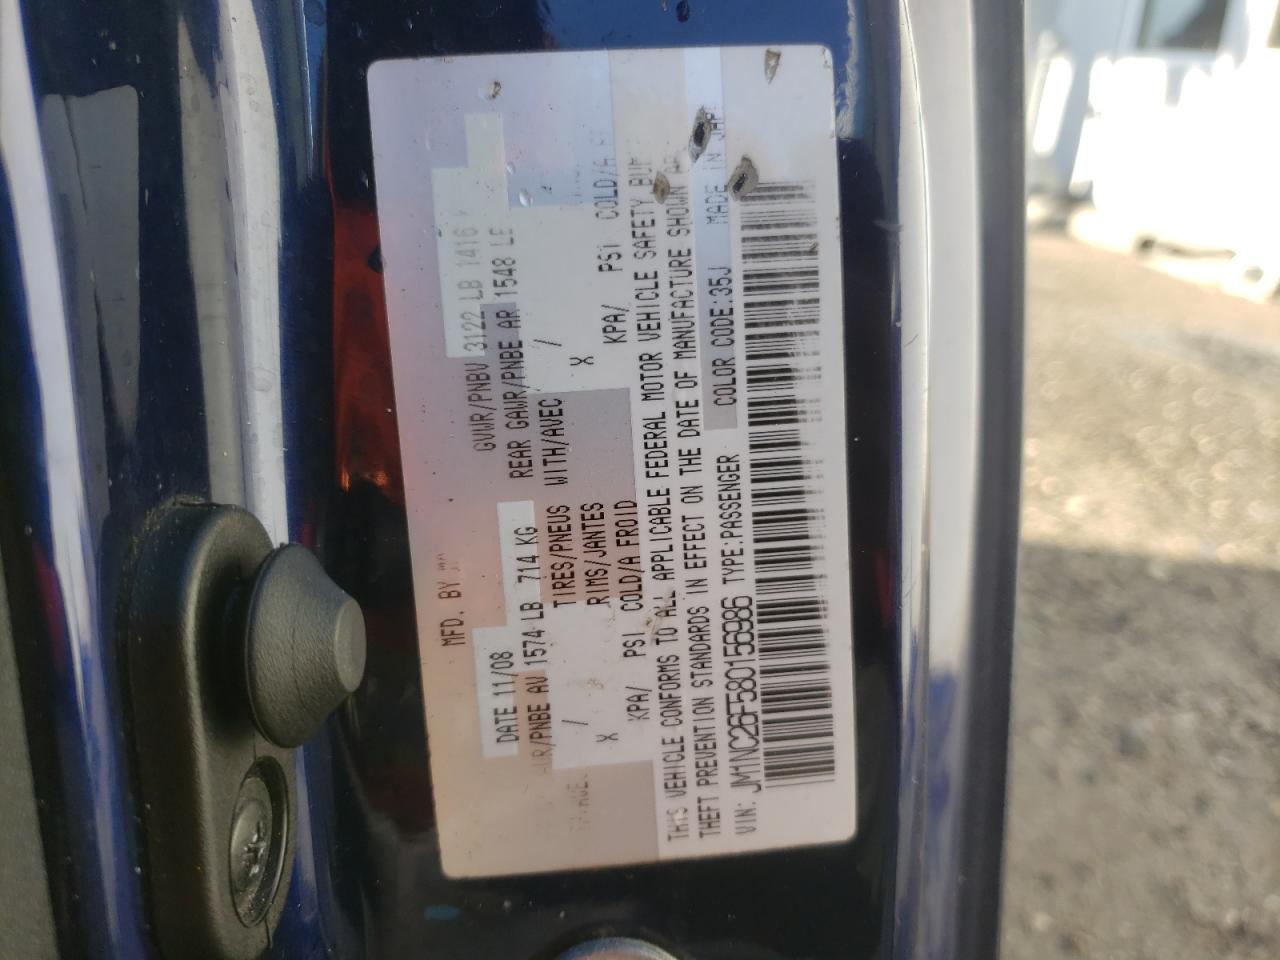 MFD. BY
DATE 11/08 GVWR/PNBV 3122 LB 1416
/PNBE AV 1574 LB 714 KG REAR GAWR/PNBE AR 1548 LB
TIRES/PNEUS WITH/AVEC
/ /
X RIMS/JANTES X
KPA/ PSI COLD/A FROID KPA/ PSI COLD/A
THIS VEHICLE CONFORMS TO ALL APPLICABLE FEDERAL MOTOR VEHICLE SAFETY
THEFT PREVENTION STANDARDS IN EFFECT ON THE DATE OF MANUFACTURE SHOWN
VIN: JM1NC26F580156986 TYPE:PASSENGER COLOR CODE:35J MADE IN